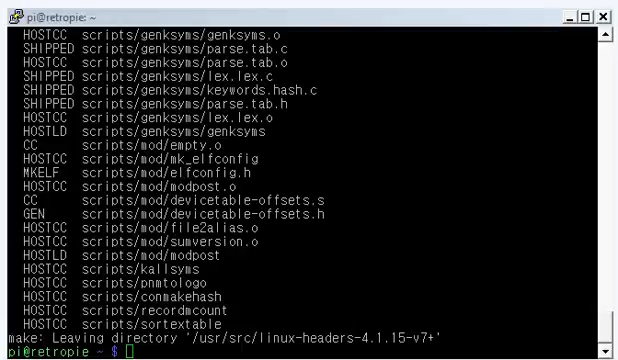 pi@retropie: ~
HOSTCC scripts/genksyms/genksyms.o
SHIPPED scripts/genksyms/parse.tab.c
HOSTCC scripts/genksyms/parse.tab.o
SHIPPED scripts/genksyms/lex.lex.c
SHIPPED scripts/genksyms/keywords.hash.c
SHIPPED scripts/genksyms/parse.tab.h
HOSTCC scripts/genksyms/lex.lex.o
HOSTLD scripts/genksyms/genksyms
CC scripts/mod/empty.o
HOSTCC scripts/mod/mk_elfconfig
MKELF scripts/mod/elfconfig.h
HOSTCC scripts/mod/modpost.o
CC scripts/mod/devicetable-offsets.s
GEN scripts/mod/devicetable-offsets.h
HOSTCC scripts/mod/file2alias.o
HOSTCC scripts/mod/sumversion.o
HOSTLD scripts/mod/modpost
HOSTCC scripts/kallsyms
HOSTCC scripts/pnmtologo
HOSTCC scripts/conmakehash
HOSTCC scripts/recordmcount
HOSTCC scripts/sortextable
make: Leaving directory '/usr/src/linux-headers-4.1.15-v7+'
pi@retropie ~ $